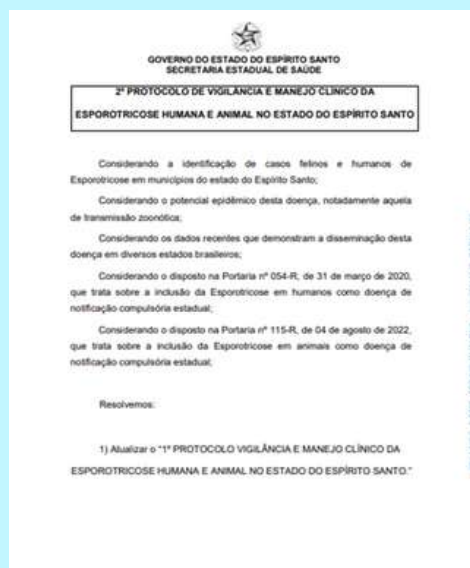 GOVERNO DO ESTADO DO ESPÍRITO SANTO
SECRETARIA ESTADUAL DE SAÚDE
2º PROTOCOLO DE VIGILÂNCIA E MANEJO CLÍNICO DA
ESPOROTRICOSE HUMANA E ANIMAL NO ESTADO DO ESPÍRITO SANTO
Considerando a identificação de casos felinos e humanos de
Esporotricose em municípios do estado do Espírito Santo;
Considerando o potencial epidêmico desta doença, notadamente aquela
de transmissão zoonótica;
Considerando os dados recentes que demonstram a disseminação desta
doença em diversos estados brasileiros;
Considerando o disposto na Portaria nº 054-R, de 31 de março de 2020,
que trata sobre a inclusão da Esporotricose em humanos como doença de
notificação compulsória estadual;
Considerando o disposto na Portaria nº 115-R, de 04 de agosto de 2022,
que trata sobre a inclusão da Esporotricose em animais como doença de
notificação compulsória estadual;
Resolvemos:
1) Atualizar o "1º PROTOCOLO VIGILÂNCIA E MANEJO CLÍNICO DA
ESPOROTRICOSE HUMANA E ANIMAL NO ESTADO DO ESPÍRITO SANTO."